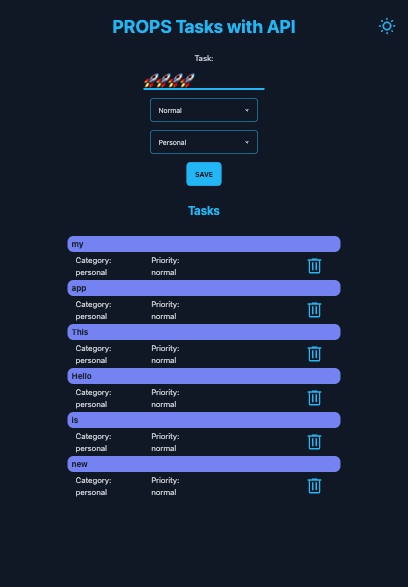 PROPS Tasks with API
Task:
🚀🚀🚀🚀
Normal
Personal
SAVE
Tasks
my
Category: Priority:
personal normal
app
Category: Priority:
personal normal
This
Category: Priority:
personal normal
Hello
Category: Priority:
personal normal
is
Category: Priority:
personal normal
new
Category: Priority:
personal normal